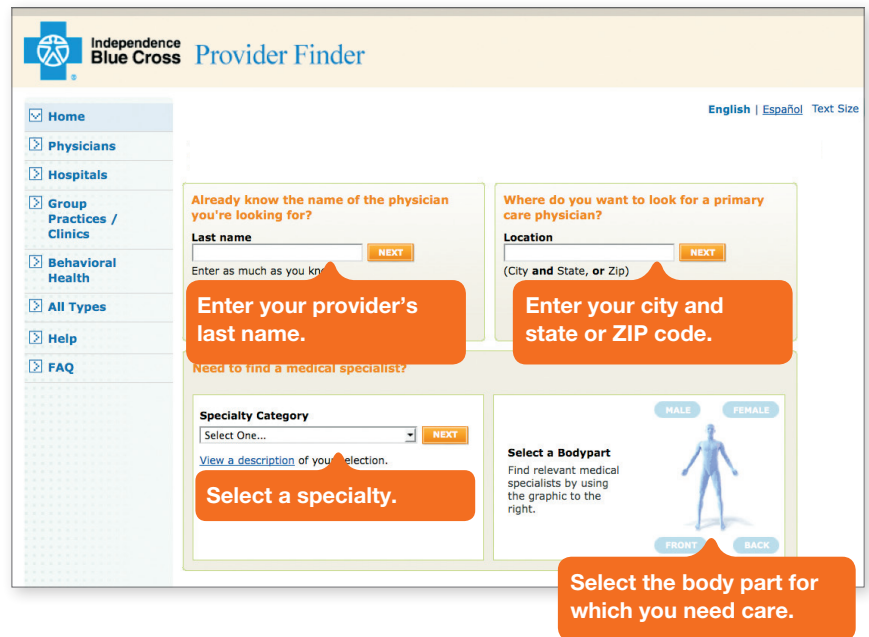 Independence
Blue Cross
Provider Finder
English | Español Text Size
Home
Physicians
Hospitals
Group
Practices /
Clinics
Behavioral
Health
All Types
Help
FAQ
Already know the name of the physician
you're looking for?
Last name
NEXT
Enter as much as you
Enter your provider's
last name.
Where do you want to look for a primary
care physician?
Location
NEXT
(City and State, or Zip)
Enter your city and
state or ZIP code.
Need to find a medical specialist?
Specialty Category
Select One...
NEXT
View a description of your selection.
Select a specialty.
Select a Bodypart
Find relevant medical
specialists by using
the graphic to the
right.
MALE
FEMALE
FRONT
BACK
Select the body part for
which you need care.